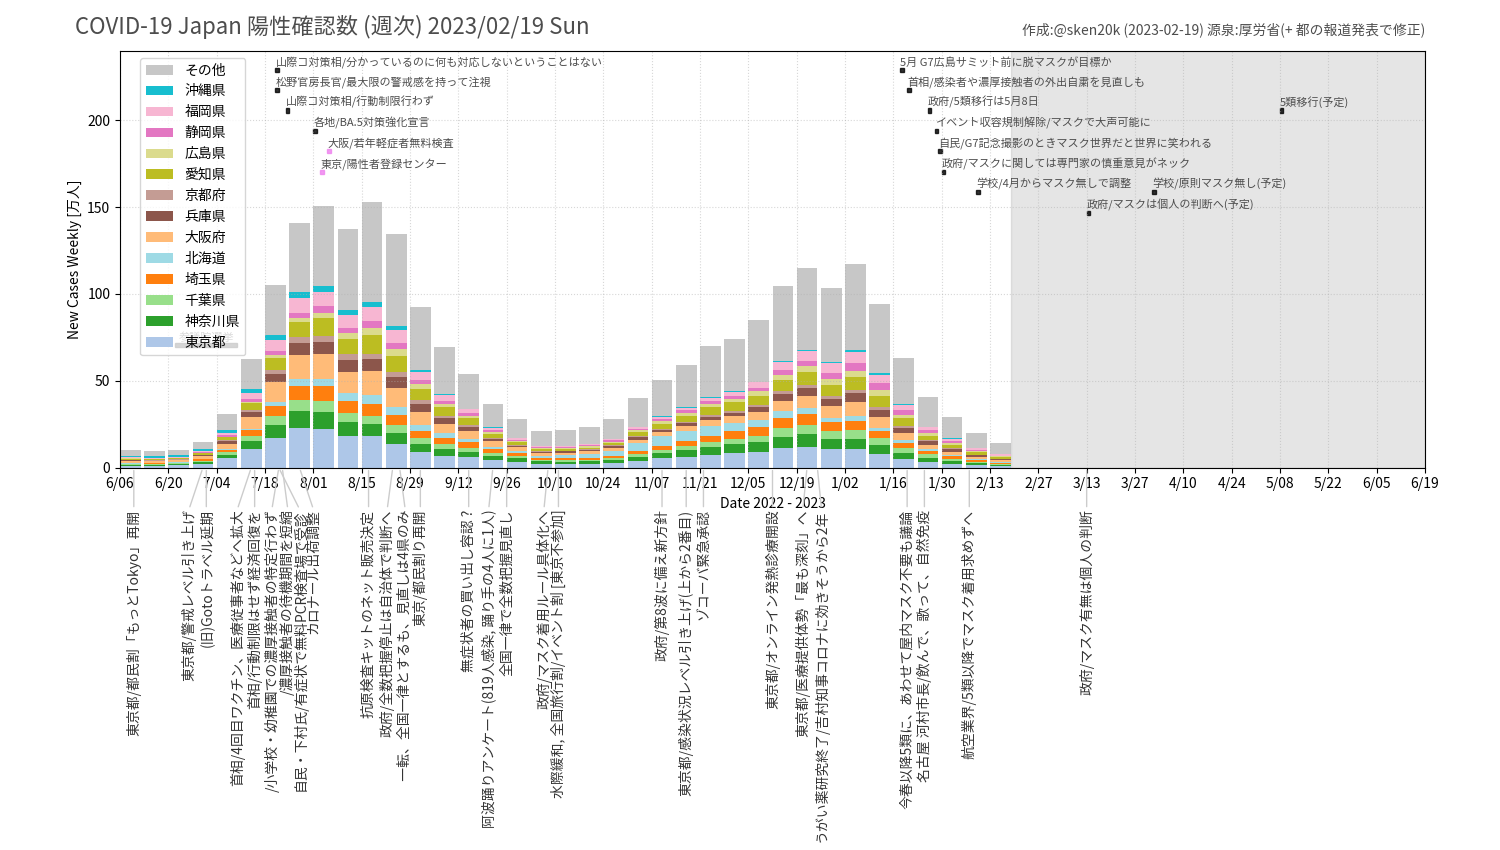 COVID-19 Japan 陽性確認数 (週次) 2023/02/19 Sun
作成:@sken20k (2023-02-19) 源泉:厚労省(+ 都の報道発表で修正)
その他
沖縄県
福岡県
静岡県
広島県
愛知県
京都府
兵庫県
大阪府
北海道
埼玉県
千葉県
神奈川県
東京都
山際コ対策相/分かっているのに何も対応しないということはない
松野官房長官/最大限の警戒感を持って注視
山際コ対策相/行動制限行わず
各地/BA.5対策強化宣言
大阪/若年軽症者無料検査
東京/陽性者登録センター
5月 G7広島サミット前に脱マスクが目標か
首相/感染者や濃厚接触者の外出自粛を見直しも
政府/5類移行は5月8日
5類移行(予定)
イベント収容規制解除/マスクで大声可能に
自民/G7記念撮影のときマスク世界だと世界に笑われる
政府/マスクに関しては専門家の慎重意見がネック
学校/4月からマスク無しで調整
学校/原則マスク無し(予定)
政府/マスクは個人の判断へ(予定)
New Cases Weekly [万人]
200
150
100
50
0
6/06 6/20 7/04 7/18 8/01 8/15 8/29 9/12 9/26 10/10 10/24 11/07 11/21 12/05 12/19 1/02 1/16 1/30 2/13 2/27 3/13 3/27 4/10 4/24 5/08 5/22 6/05 6/19
Date 2022 - 2023
東京都/都民割「もっとTokyo」再開
東京都/警戒レベル引き上げ
(旧)Gotoトラベル延期
首相/4回目ワクチン、医療従事者などへ拡大
首相/行動制限はせず経済回復を
/小学校・幼稚園での濃厚接触者の特定行わず
/濃厚接触者の待機期間を短縮
自民・下村氏/有症状で無料PCR検査場で受診
カロナール出荷調整
抗原検査キットのネット販売決定
政府/全数把握停止は自治体で判断へ
一転、全国一律とするも、見直しは4県のみ
東京/都民割り再開
無症状者の買い出し容認？
阿波踊りアンケート(819人感染, 踊り手の4人に1人)
全国一律で全数把握見直し
政府/マスク着用ルール具体化へ
水際緩和, 全国旅行割/イベント割 [東京不参加]
政府/第8波に備え新方針
東京都/感染状況レベル引き上げ(上から2番目)
ゾコーバ緊急承認
東京都/オンライン発熱診療開設
東京都/医療提供体勢「最も深刻」へ
うがい薬研究終了/吉村知事コロナに効きそうから2年
今春以降5類に、あわせて屋内マスク不要も議論
名古屋 河村市長/飲んで、歌って、自然免疫
航空業界/5類以降でマスク着用求めずへ
政府/マスク有無は個人の判断